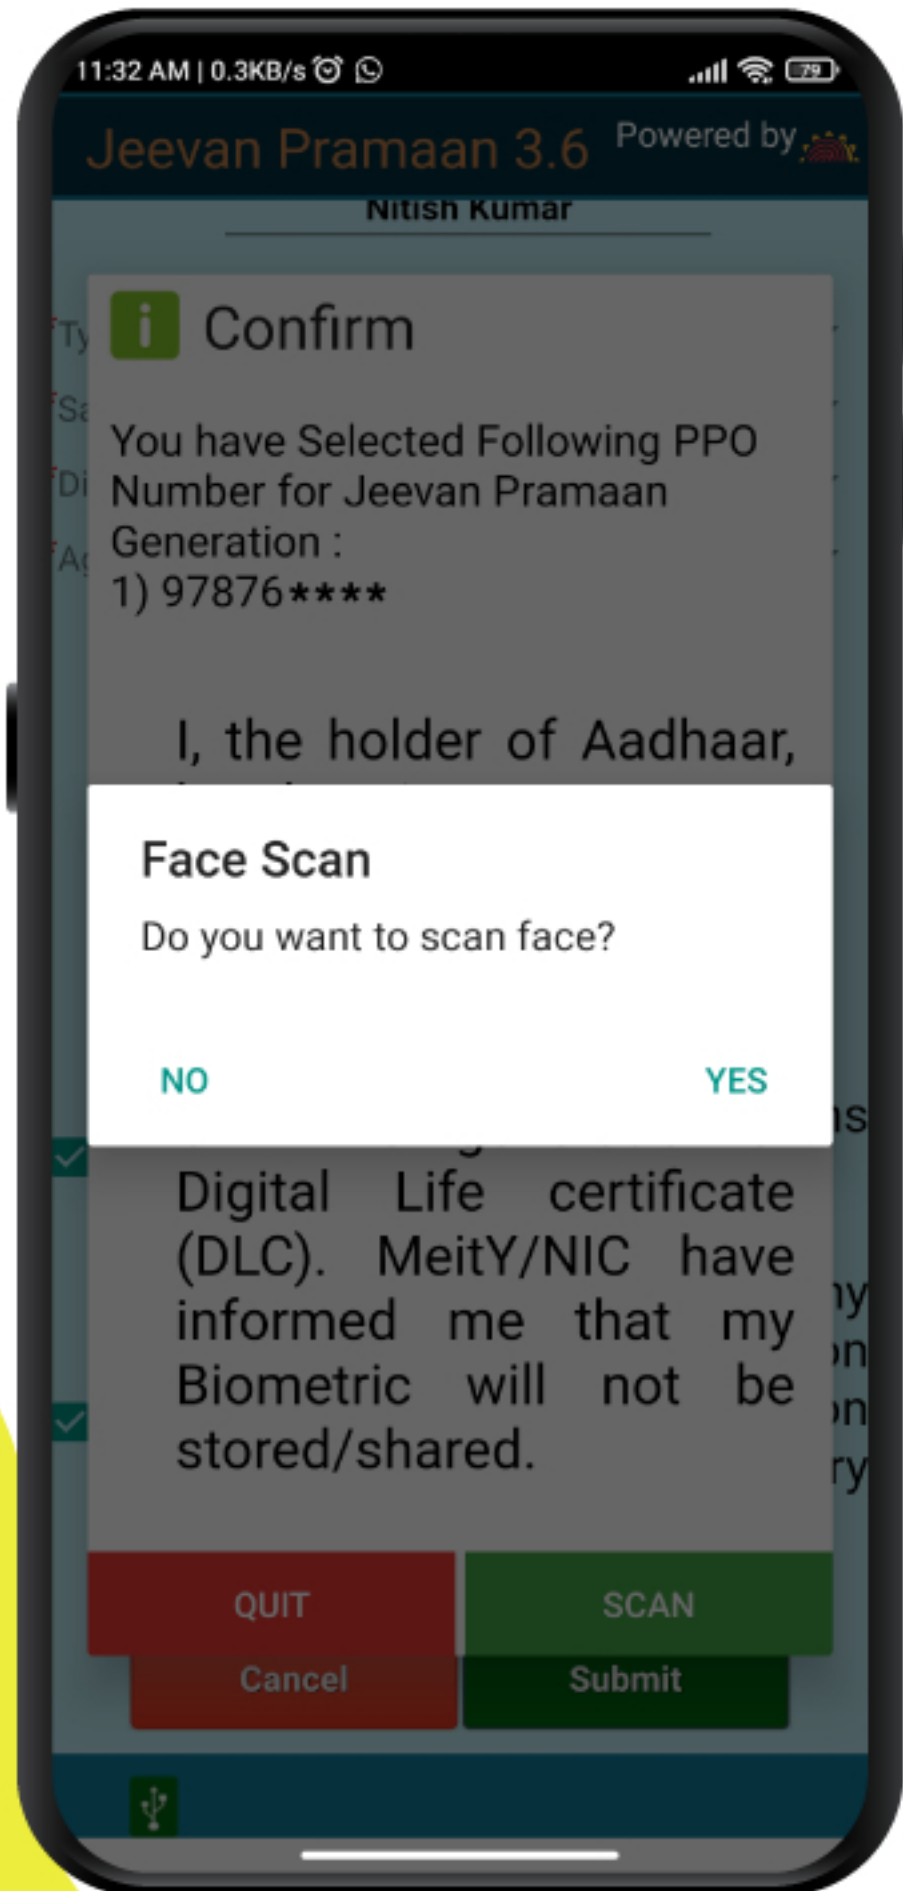 11:32 AM | 0.3KB/s
79
Jeevan Pramaan 3.6 Powered by
Nitish Kumar
Confirm
You have Selected Following PPO
Number for Jeevan Pramaan
Generation :
1) 97876****
I, the holder of Aadhaar,
Face Scan
Do you want to scan face?
NO YES
Digital Life certificate
(DLC). MeitY/NIC have
informed me that my
Biometric will not be
stored/shared.
QUIT SCAN
Cancel Submit